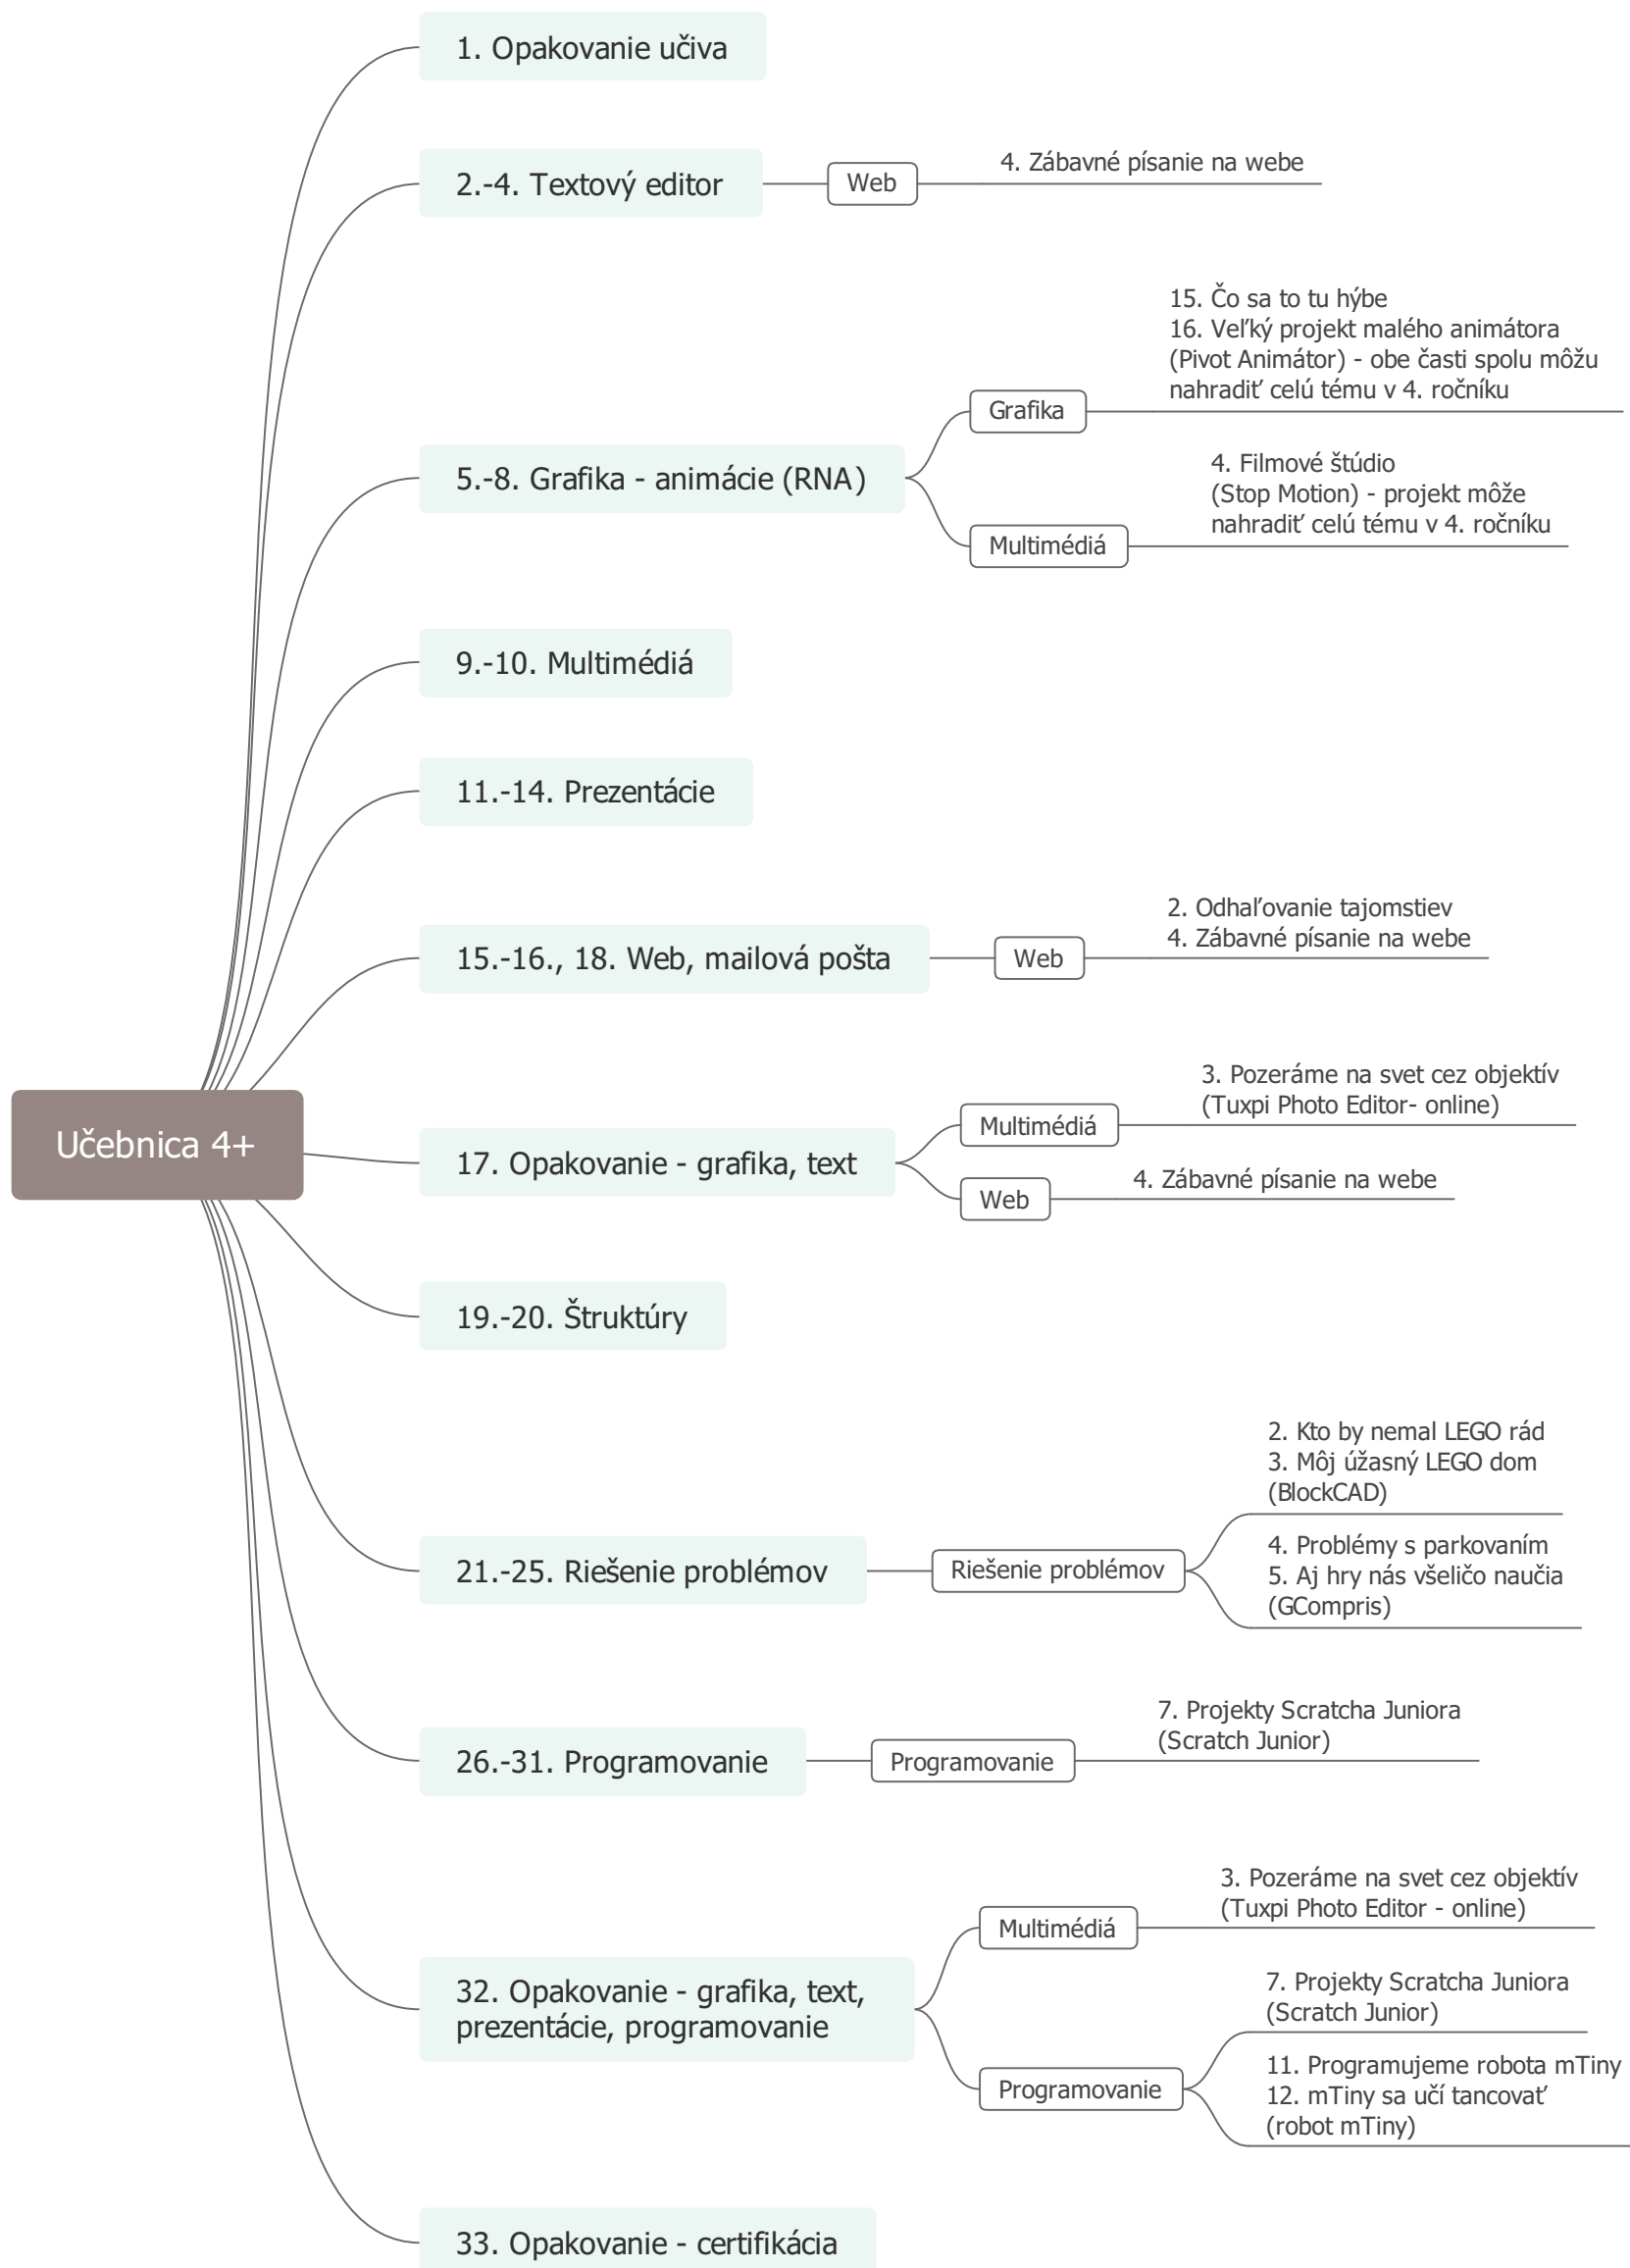 Učebnica 4+
1. Opakovanie učiva
2.-4. Textový editor
Web
4. Zábavné písanie na webe
5.-8. Grafika - animácie (RNA)
Grafika
15. Čo sa to tu hýbe
16. Veľký projekt malého animátora
(Pivot Animátor) - obe časti spolu môžu
nahradiť celú tému v 4. ročníku
Multimédiá
4. Filmové štúdio
(Stop Motion) - projekt môže
nahradiť celú tému v 4. ročníku
9.-10. Multimédiá
11.-14. Prezentácie
15.-16., 18. Web, mailová pošta
Web
2. Odhaľovanie tajomstiev
4. Zábavné písanie na webe
17. Opakovanie - grafika, text
Multimédiá
3. Pozeráme na svet cez objektív
(Tuxpi Photo Editor- online)
Web
4. Zábavné písanie na webe
19.-20. Štruktúry
21.-25. Riešenie problémov
Riešenie problémov
2. Kto by nemal LEGO rád
3. Môj úžasný LEGO dom
(BlockCAD)
4. Problémy s parkovaním
5. Aj hry nás všeličo naučia
(GCompris)
26.-31. Programovanie
Programovanie
7. Projekty Scratcha Juniora
(Scratch Junior)
32. Opakovanie - grafika, text,
prezentácie, programovanie
Multimédiá
3. Pozeráme na svet cez objektív
(Tuxpi Photo Editor - online)
Programovanie
7. Projekty Scratcha Juniora
(Scratch Junior)
11. Programujeme robota mTiny
12. mTiny sa učí tancovať
(robot mTiny)
33. Opakovanie - certifikácia